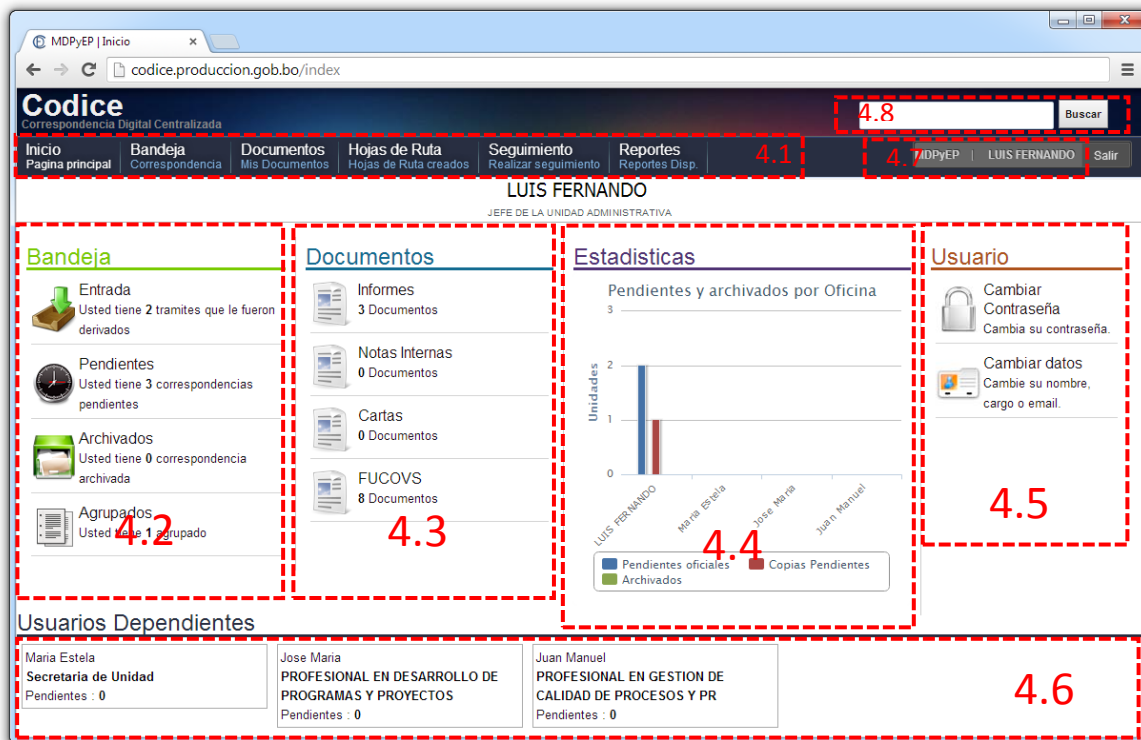 MDPyEP | Inicio
codice.produccion.gob.bo/index
Codice
Correspondencia Digital Centralizada
4.8
Buscar
Inicio
Pagina principal
Bandeja
Correspondencia
Documentos
Mis Documentos
Hojas de Ruta
Hojas de Ruta creados
Seguimiento
Realizar seguimiento
Reportes
Reportes Disp.
4.1
4.7
MDPyEP | LUIS FERNANDO
Salir
LUIS FERNANDO
JEFE DE LA UNIDAD ADMINISTRATIVA
Bandeja
Entrada
Usted tiene 2 tramites que le fueron
derivados
Pendientes
Usted tiene 3 correspondencias
pendientes
Archivados
Usted tiene 0 correspondencia
archivada
Agrupados
Usted tiene 1 agrupado
4.2
Documentos
Informes
3 Documentos
Notas Internas
0 Documentos
Cartas
0 Documentos
FUCOVS
8 Documentos
4.3
Estadisticas
Pendientes y archivados por Oficina
Unidades
3
2
1
0
LUIS FERNANDO
Maria Estela
Jose Maria
Juan Manuel
4.4
Pendientes oficiales
Copias Pendientes
Archivados
Usuario
Cambiar
Contraseña
Cambia su contraseña.
Cambiar datos
Cambie su nombre,
cargo o email.
4.5
Usuarios Dependientes
Maria Estela
Secretaria de Unidad
Pendientes : 0
Jose Maria
PROFESIONAL EN DESARROLLO DE
PROGRAMAS Y PROYECTOS
Pendientes : 0
Juan Manuel
PROFESIONAL EN GESTION DE
CALIDAD DE PROCESOS Y PR
Pendientes : 0
4.6